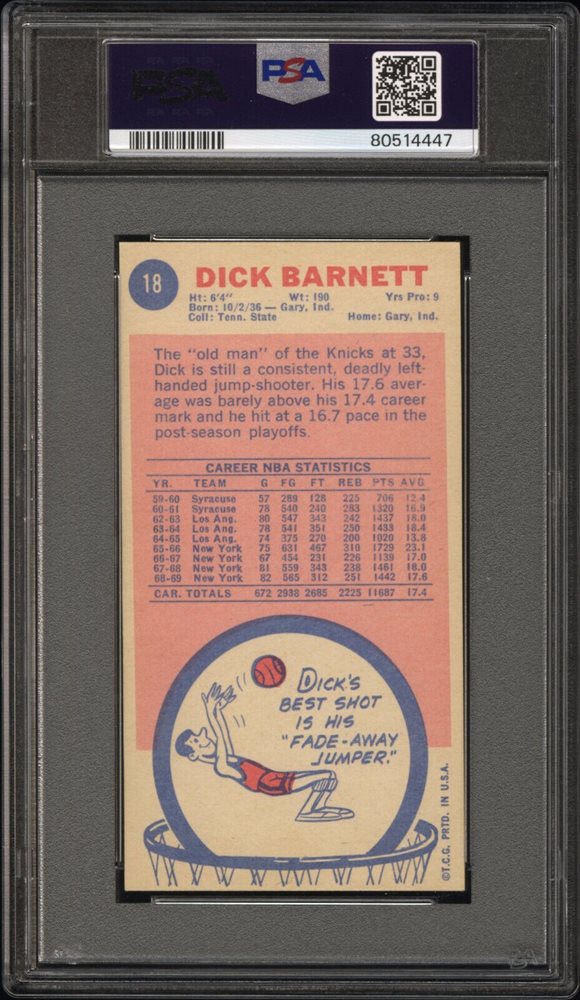 PSA
PSA
80514447
18
DICK BARNETT
Ht: 6'4" Wt: 190 Yrs Pro: 9
Born: 10/2/36 — Gary, Ind.
Coll: Tenn. State Home: Gary, Ind.
The "old man" of the Knicks at 33,
Dick is still a consistent, deadly left-
handed jump-shooter. His 17.6 aver-
age was barely above his 17.4 career
mark and he hit at a 16.7 pace in the
post-season playoffs.
CAREER NBA STATISTICS
YR. TEAM G FG FT REB PTS AVG
59-60 Syracuse 57 289 128 225 706 12.4
60-61 Syracuse 78 540 240 283 1320 16.9
62-63 Los Ang. 80 547 343 242 1437 18.0
63-64 Los Ang. 78 541 351 250 1433 18.4
64-65 Los Ang. 74 375 270 200 1020 13.8
65-66 New York 75 631 467 310 1729 23.1
66-67 New York 67 454 231 226 1139 17.0
67-68 New York 81 559 343 238 1461 18.0
68-69 New York 82 565 312 251 1442 17.6
CAR. TOTALS 672 2938 2685 2225 11687 17.4
DICK'S
BEST SHOT
IS HIS
"FADE-AWAY
JUMPER."
©T.C.G. PRTD. IN U.S.A.